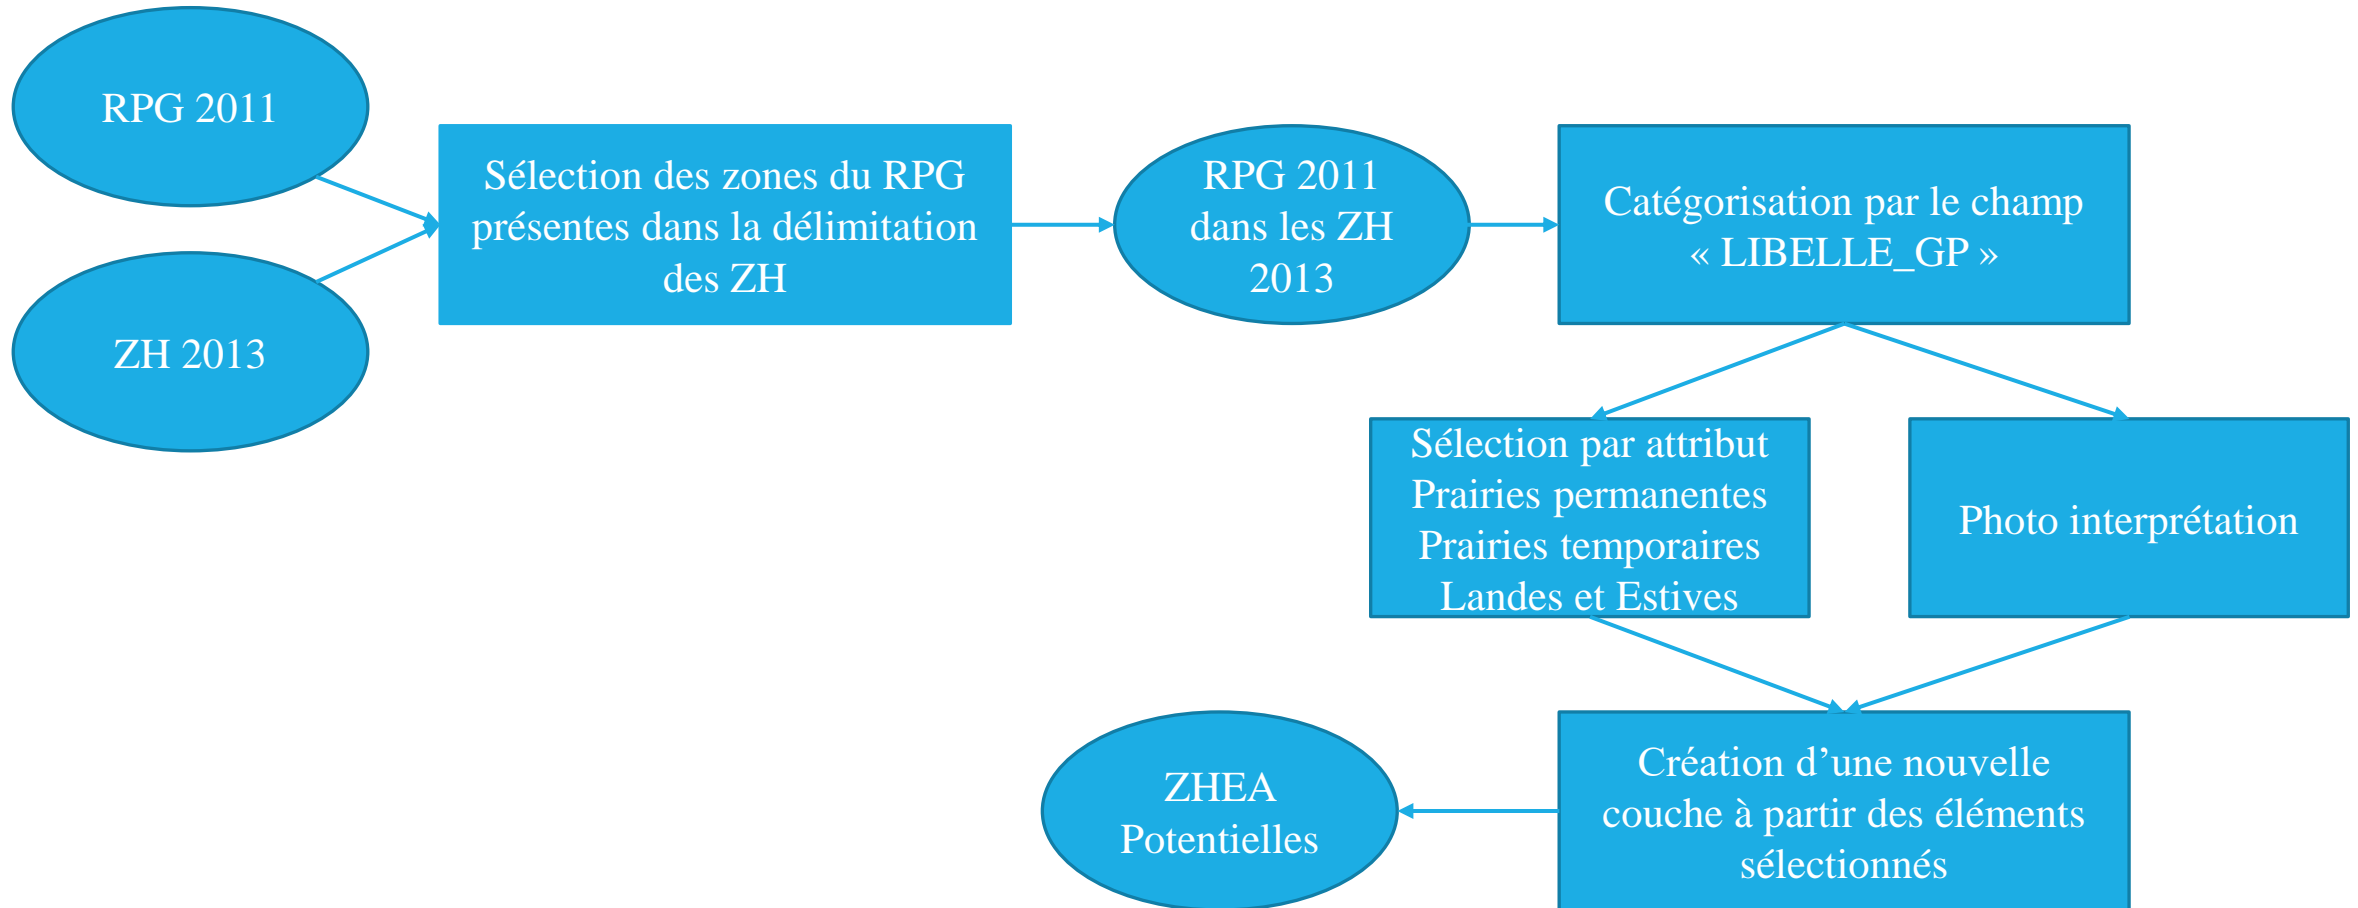 RPG 2011
ZH 2013
Sélection des zones du RPG
présentes dans la délimitation
des ZH
RPG 2011
dans les ZH
2013
Catégorisation par le champ
« LIBELLE_GP »
Sélection par attribut
Prairies permanentes
Prairies temporaires
Landes et Estives
Photo interprétation
Création d’une nouvelle
couche à partir des éléments
sélectionnés
ZHEA
Potentielles